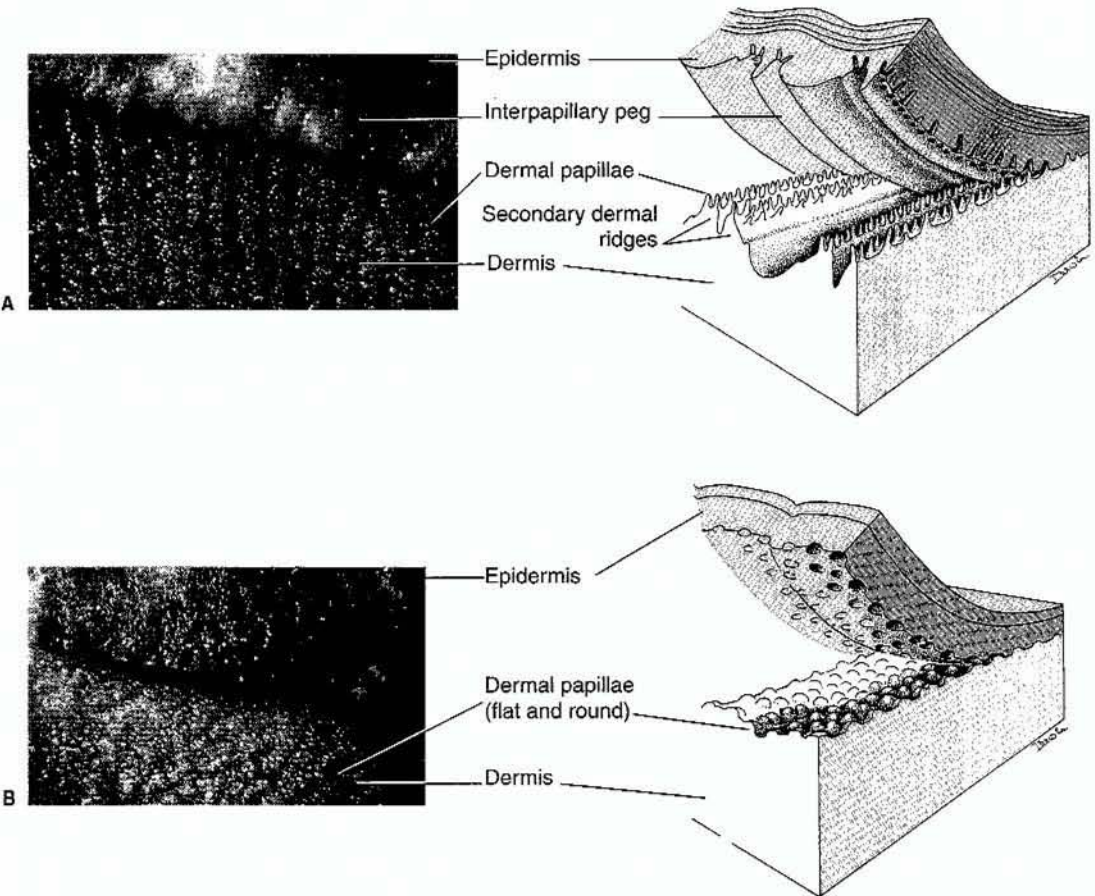 Epidermis
Interpapillary peg
Dermal papillae
Secondary dermal
ridges
Dermis
A
Epidermis
Dermal papillae
(flat and round)
Dermis
B